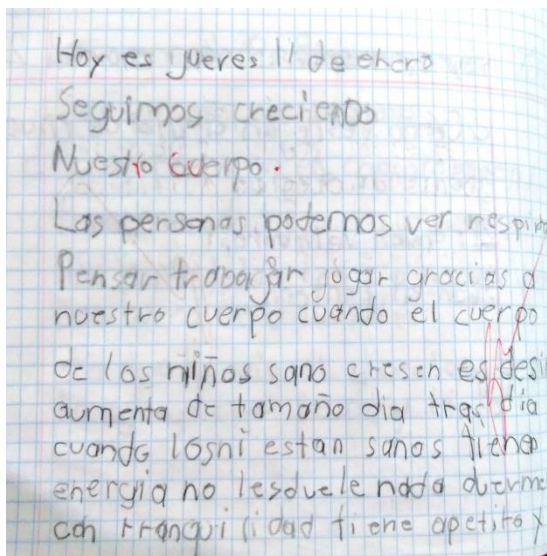 Hoy es jueves 11 de enero
Seguimos creciendo
Nuestro Cuerpo.
Las personas podemos ver respir
Pensar trabajar jugar gracias a
nuestro cuerpo cuando el cuerpo
de los niños sano cresen es desi
aumenta de tamaño dia tras dia
cuando losni estan sanos tienen
energia no lesduele nada duerme
con tranquilidad tiene apetito y